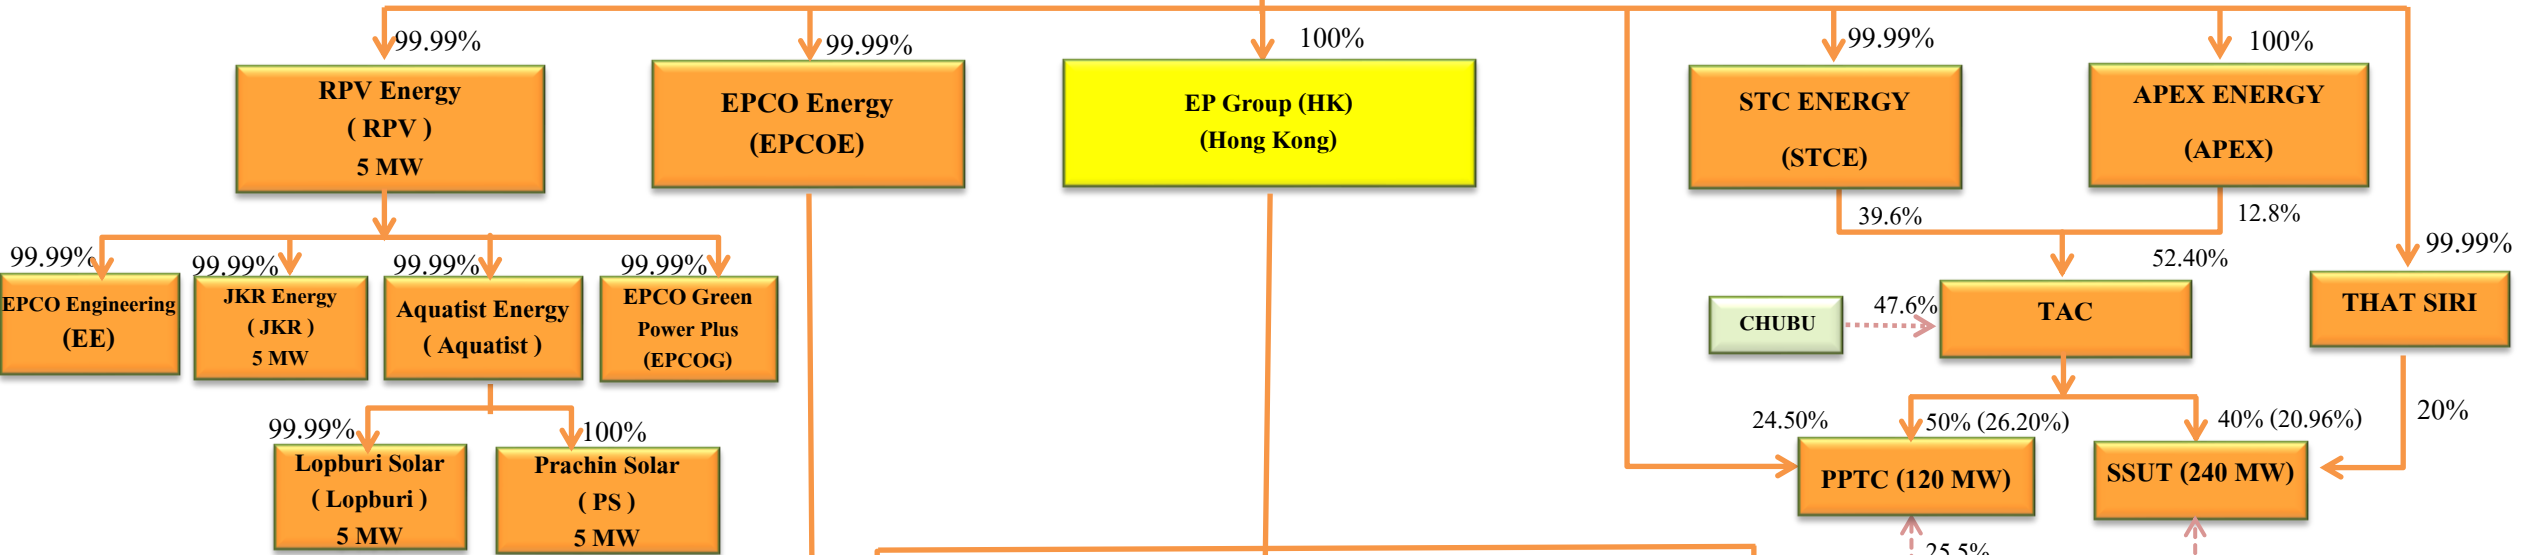 99.99%
99.99%
100%
99.99%
100%
RPV Energy
( RPV )
5 MW
EPCO Energy
(EPCOE)
EP Group (HK)
(Hong Kong)
STC ENERGY
(STCE)
APEX ENERGY
(APEX)
39.6%
12.8%
99.99%
99.99%
99.99%
99.99%
99.99%
52.40%
EPCO Engineering
(EE)
JKR Energy
( JKR )
5 MW
Aquatist Energy
( Aquatist )
EPCO Green
Power Plus
(EPCOG)
CHUBU
47.6%
TAC
THAT SIRI
99.99%
100%
24.50%
50% (26.20%)
40% (20.96%)
20%
Lopburi Solar
( Lopburi )
5 MW
Prachin Solar
( PS )
5 MW
PPTC (120 MW)
SSUT (240 MW)
25.5%